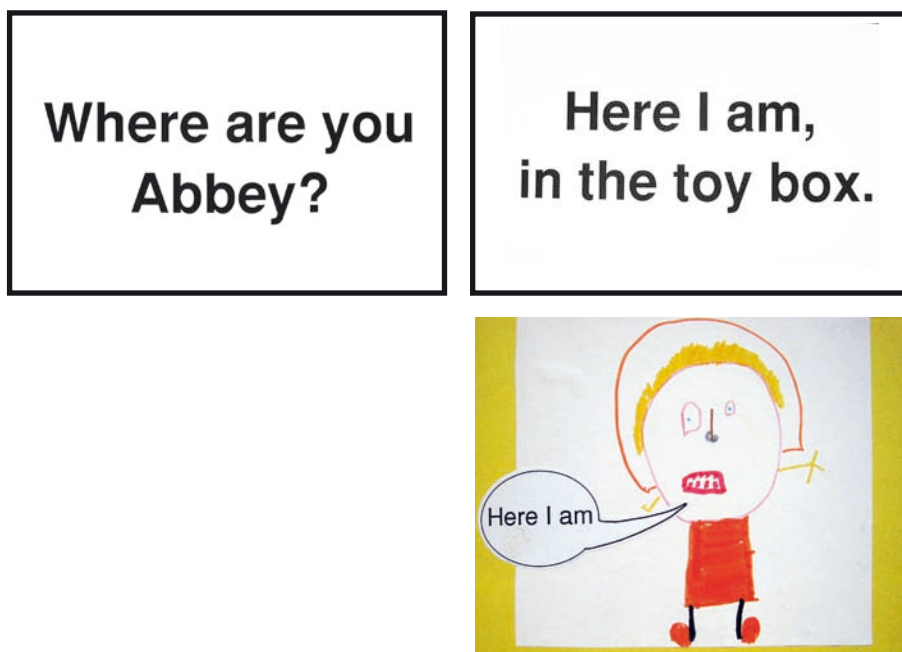 Where are you
Abbey?
Here I am,
in the toy box.
Here I am